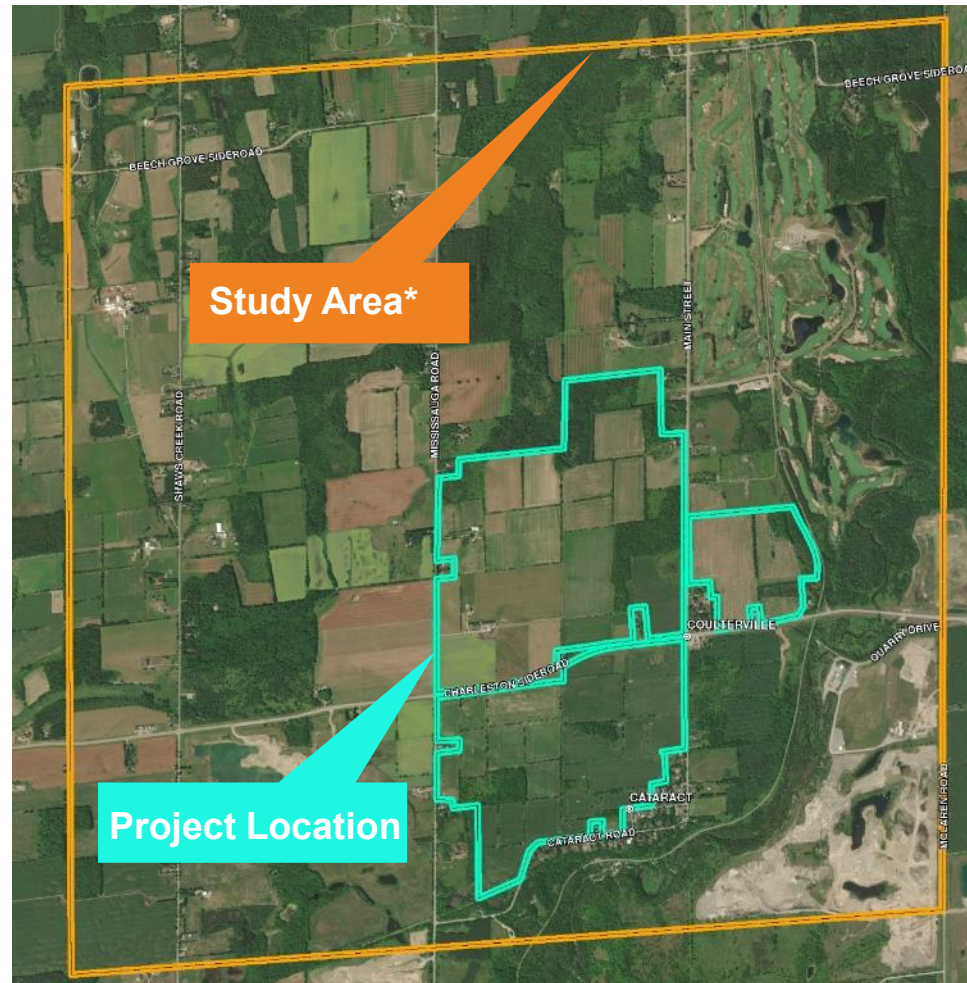 BEECH GROVE SIDEROAD
BEECH GROVE SIDEROAD
Study Area*
MAIN STREET
MISSISSAUGA ROAD
SHAWS CREEK ROAD
COULTERVILLE
QUARRY DRIVE
CHARLESTON SIDEROAD
CATARACT
Project Location
CATARACT ROAD
MCLAREN ROAD